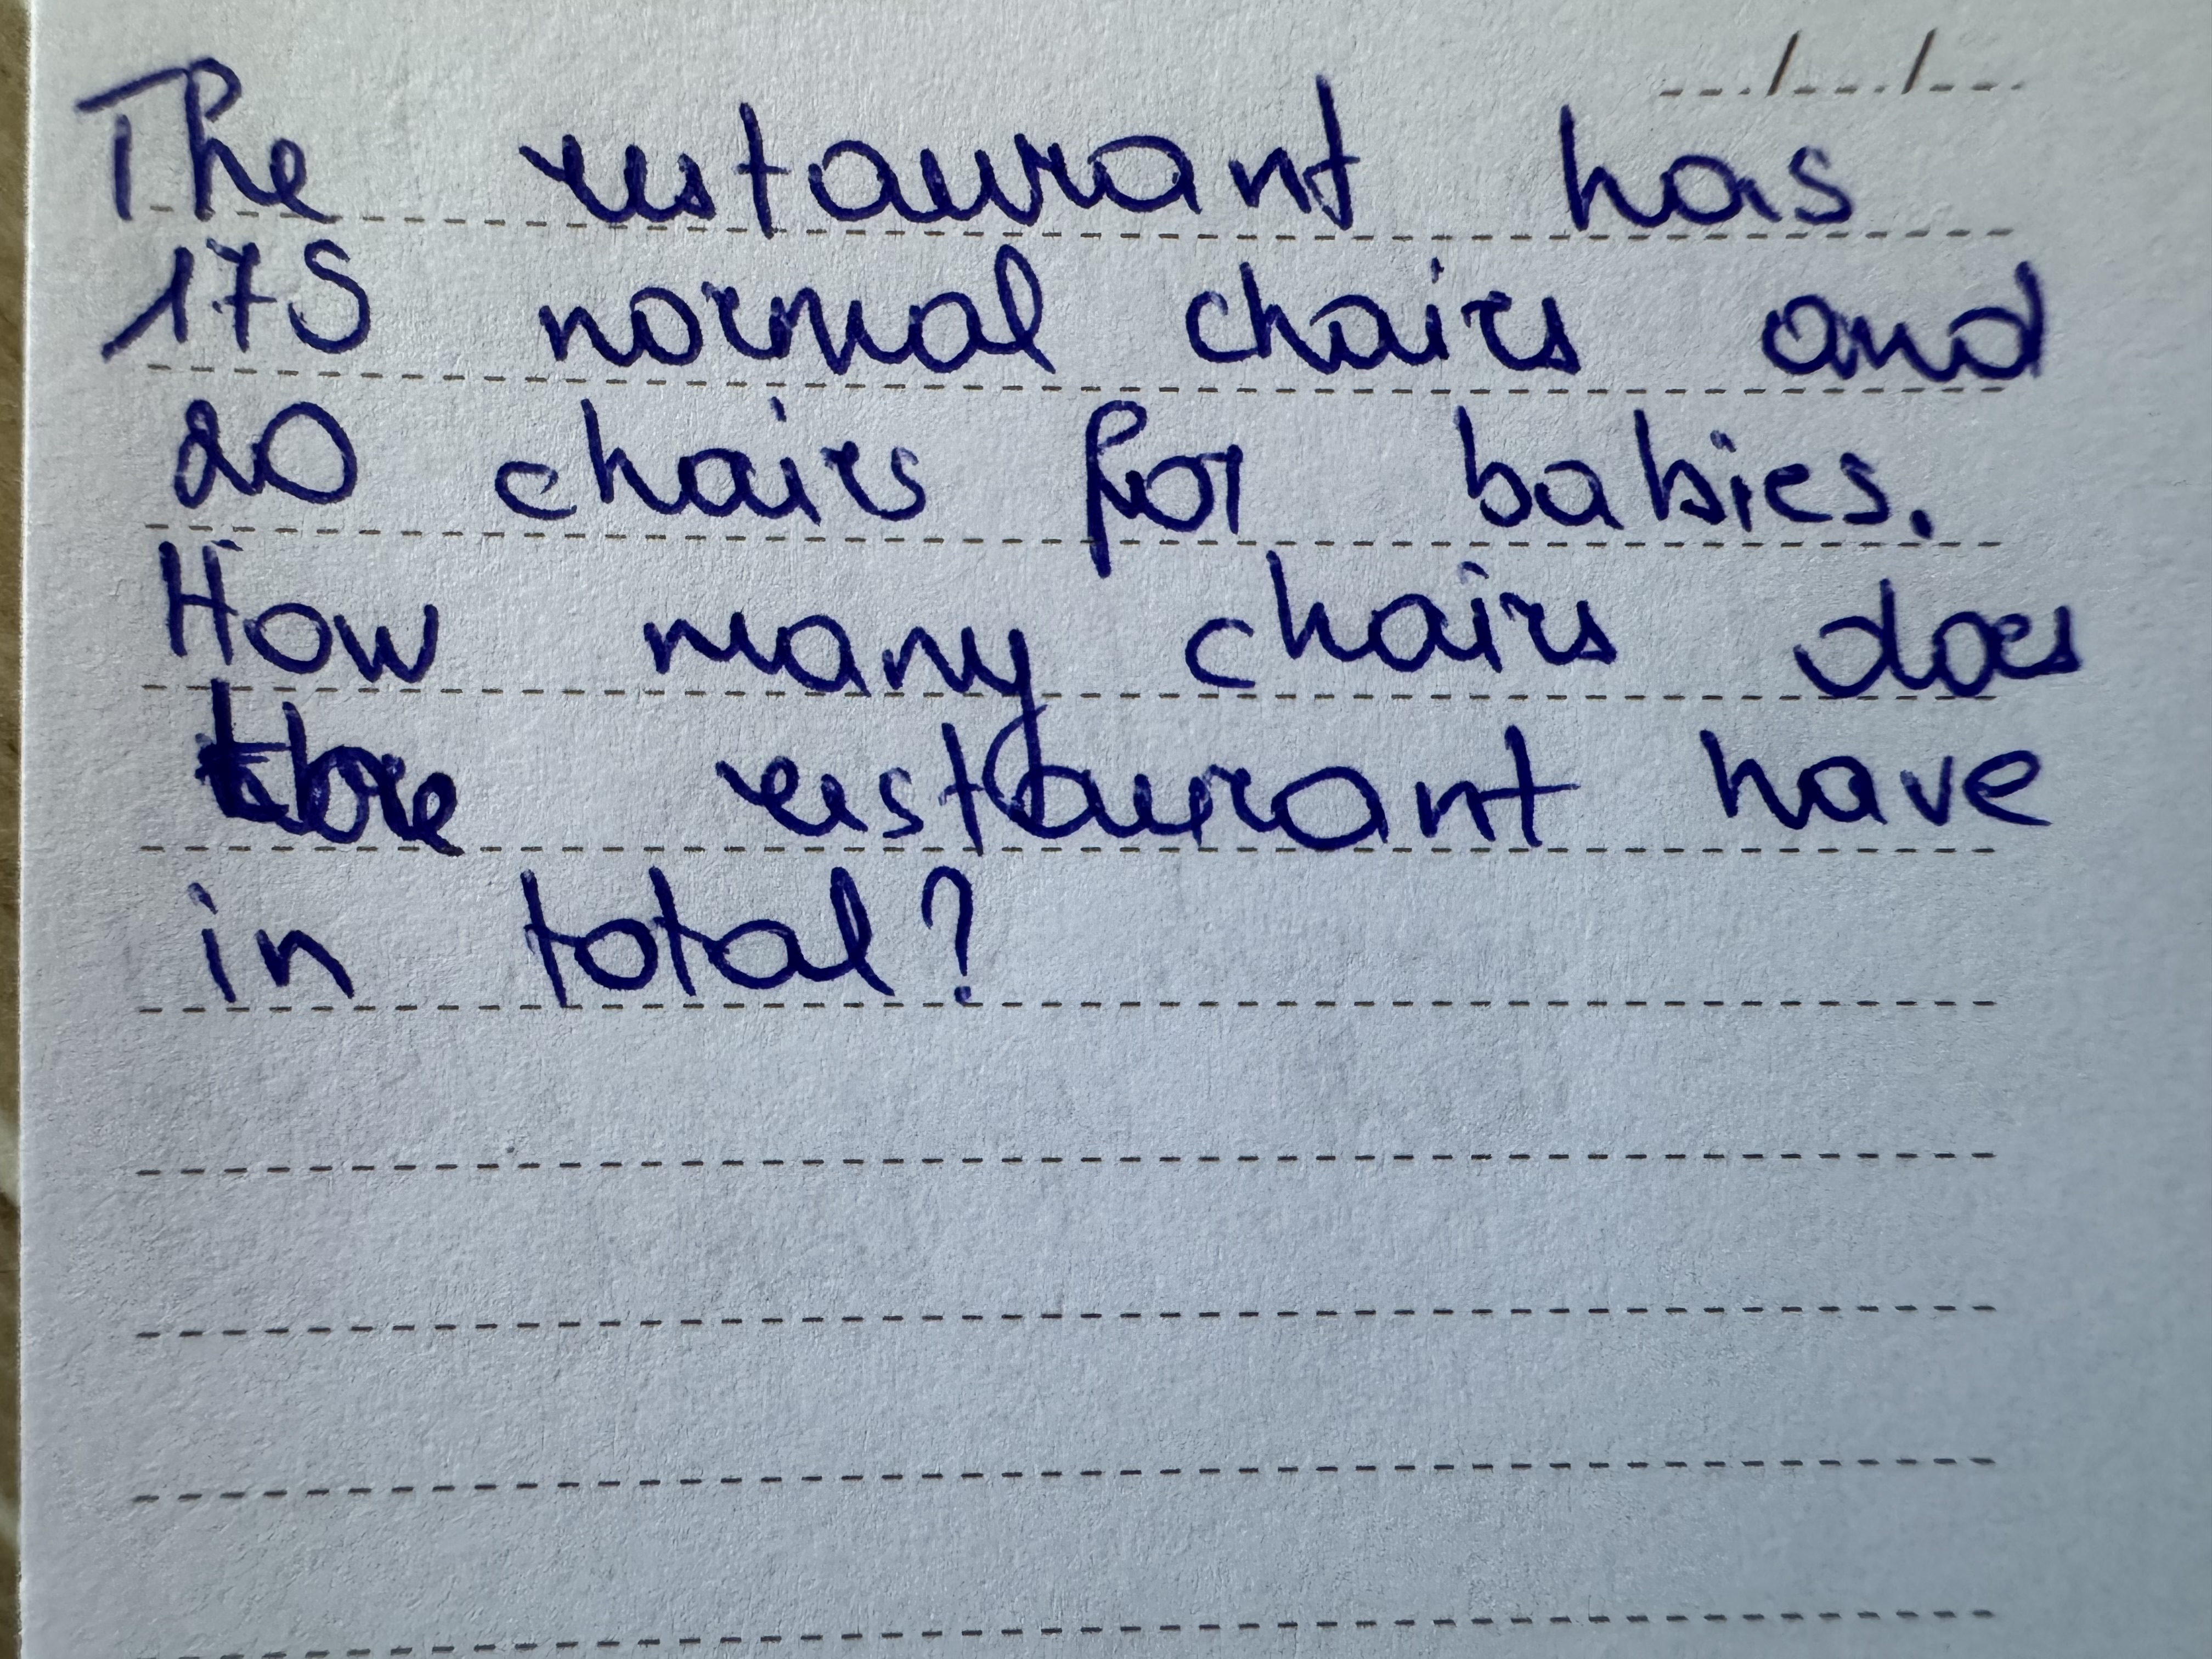 The restaurant has
175 normal chairs and
20 chairs for babies.
How many chairs does
the restaurant have
in total?